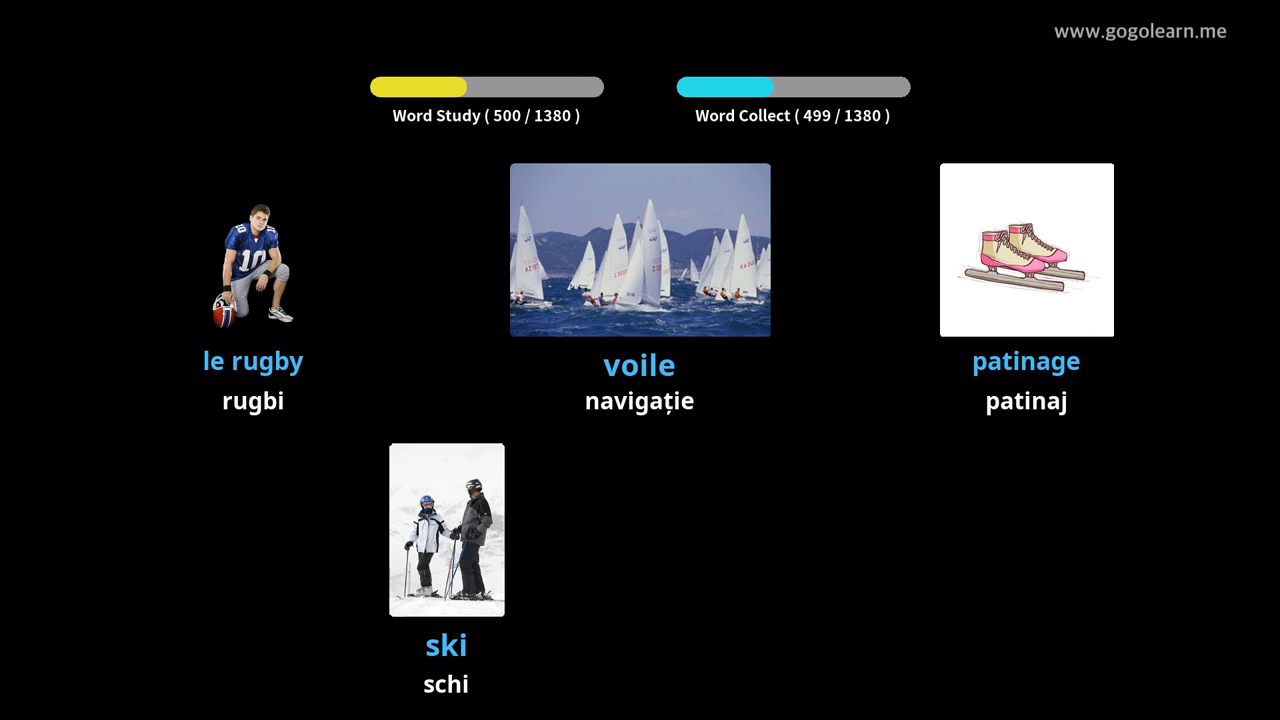 www.gogolearn.me
Word Study ( 500 / 1380 )
Word Collect ( 499 / 1380 )
le rugby
rugbi
voile
navigație
patinage
patinaj
ski
schi